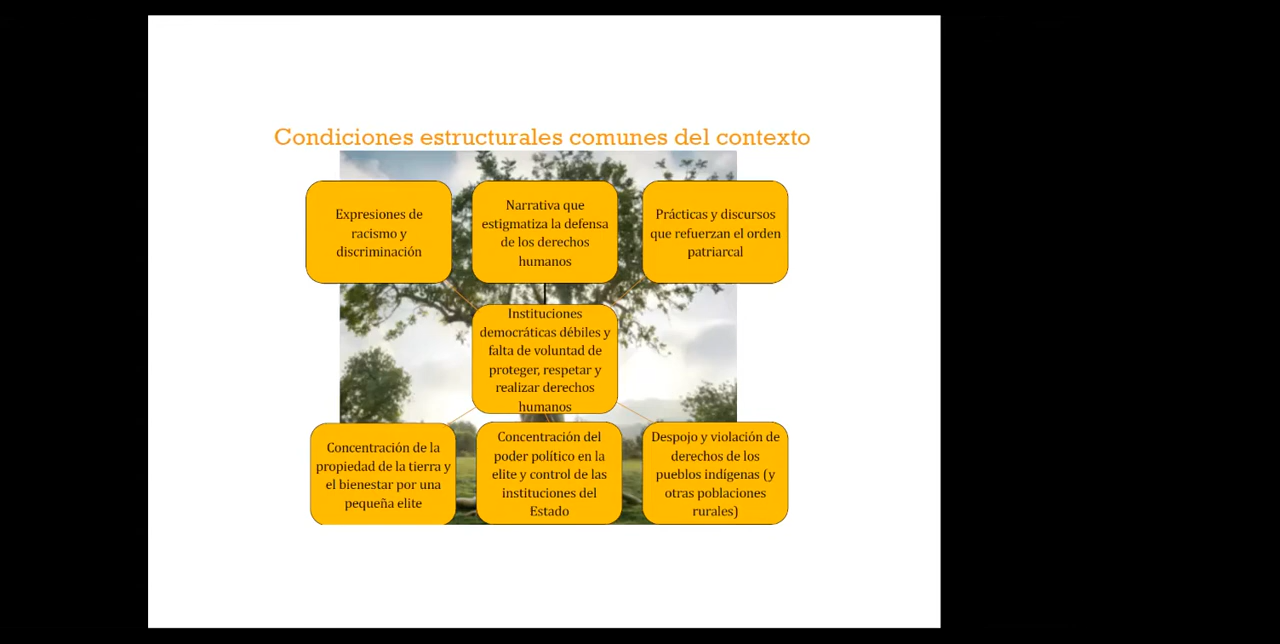 Condiciones estructurales comunes del contexto
Expresiones de
racismo y
discriminación
Narrativa que
estigmatiza la defensa
de los derechos
humanos
Prácticas y discursos
que refuerzan el orden
patriarcal
Instituciones
democráticas débiles y
falta de voluntad de
proteger, respetar y
realizar derechos
humanos
Concentración de la
propiedad de la tierra y
el bienestar por una
pequeña elite
Concentración del
poder político en la
elite y control de las
instituciones del
Estado
Despojo y violación de
derechos de los
pueblos indígenas (y
otras poblaciones
rurales)